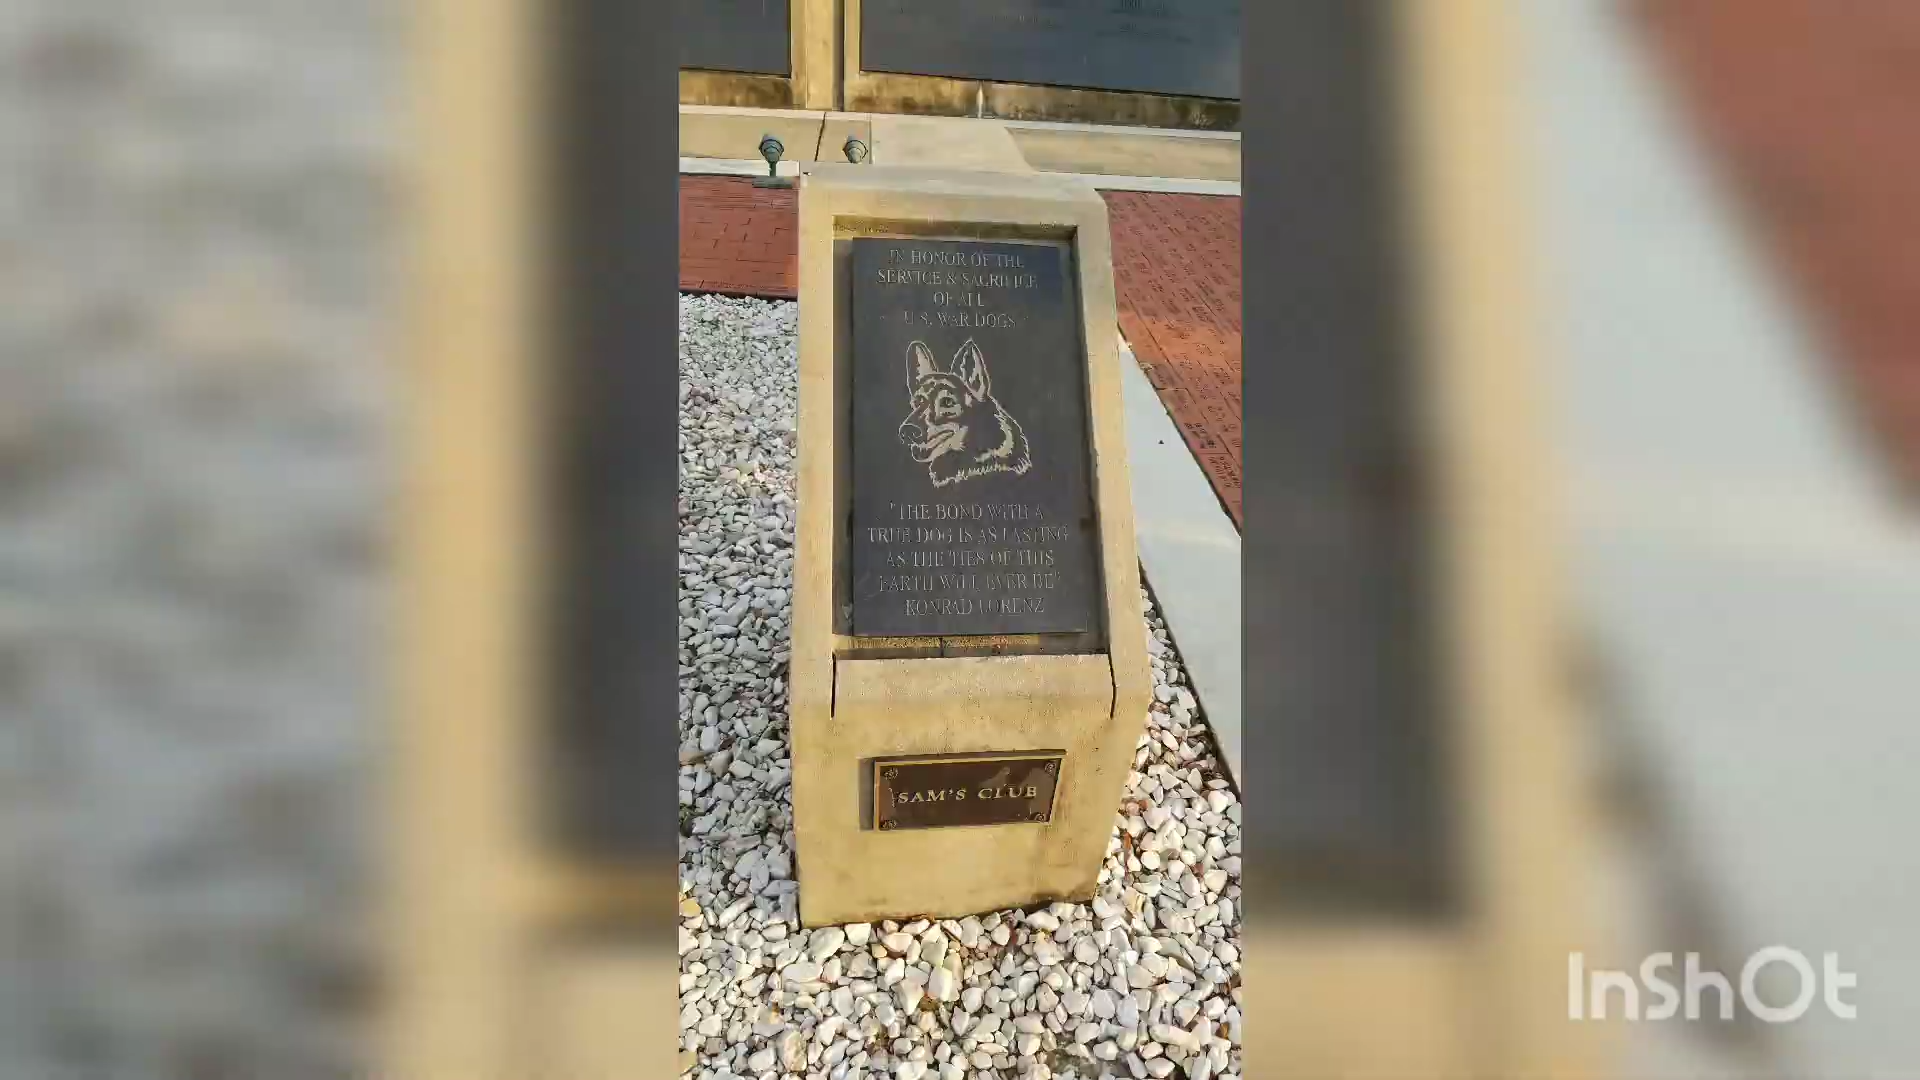 IN HONOR OF THE
SERVICE & SACRIFICE
OF ALL
U.S. WAR DOGS
"THE BOND WITH A
TRUE DOG IS AS LASTING
AS THE TIES OF THIS
EARTH WILL EVER BE"
KONRAD LORENZ
SAM'S CLUB
InShOt